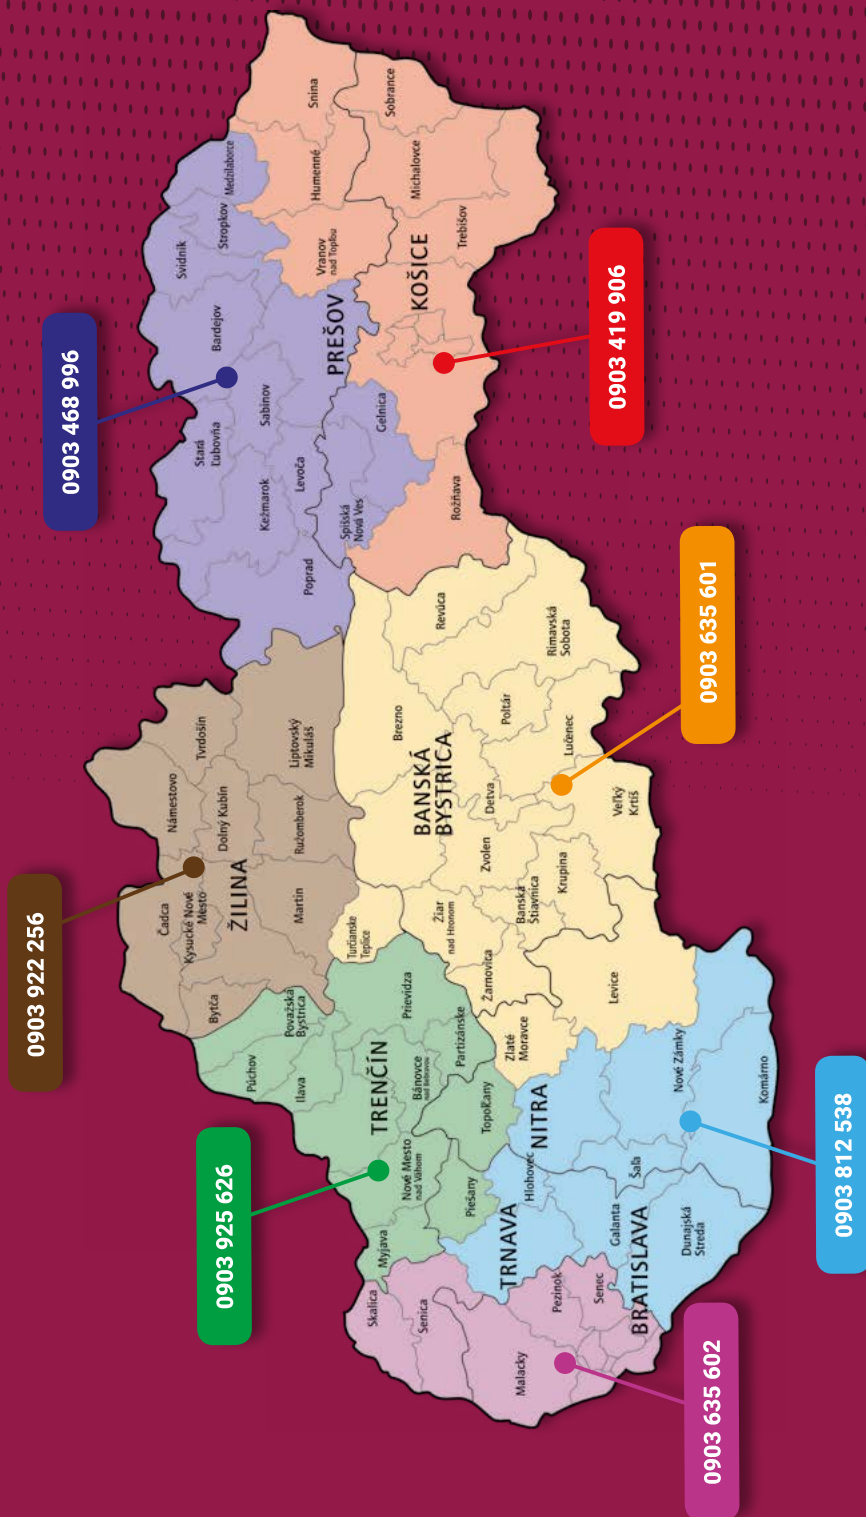 0903 922 256
0903 468 996
0903 925 626
0903 635 602
0903 812 538
0903 635 601
0903 419 906
Čadca
Námestovo
Kysucké Nové
Mesto
Tvrdošín
Bytča
Dolný Kubín
ŽILINA
Martin
Ružomberok
Liptovský
Mikuláš
Turčianske
Teplice
Stará
Ľubovňa
Svidník
Bardejov
Stropkov
Medzilaborce
Kežmarok
Sabinov
Poprad
Levoča
PREŠOV
Spišská
Nová Ves
Gelnica
Snina
Humenné
Vranov
nad Topľou
Sobrance
Michalovce
KOŠICE
Trebišov
Rožňava
Púchov
Považská
Bystrica
Ilava
TRENČÍN
Prievidza
Myjava
Nové Mesto
nad Váhom
Bánovce
nad Bebravou
Partizánske
Piešany
Topoľčany
Skalica
Senica
Malacky
Pezinok
Senec
BRATISLAVA
TRNAVA
Hlohovec
NITRA
Galanta
Šaľa
Dunajská
Streda
Nové Zámky
Komárno
Zlaté
Moravce
Levice
Žarnovica
Žiar
nad Hronom
BANSKÁ
BYSTRICA
Brezno
Revúca
Banská
Štiavnica
Zvolen
Detva
Poltár
Krupina
Lučenec
Rimavská
Sobota
Veľký
Krtíš